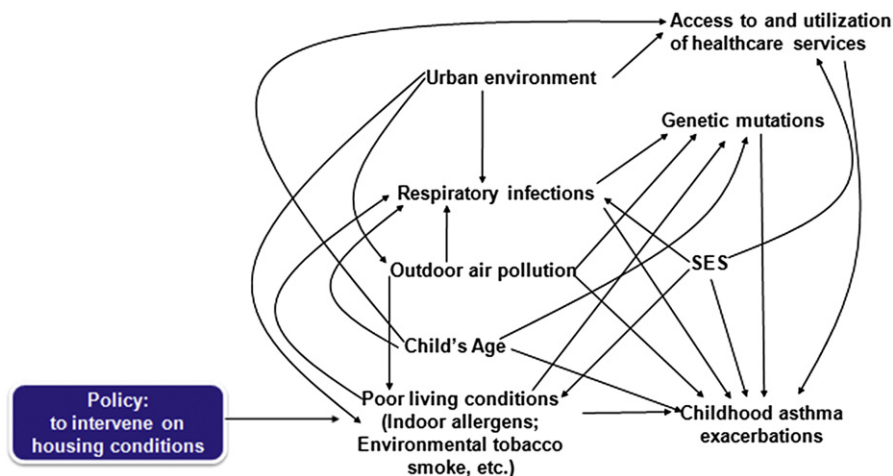 Access to and utilization
of healthcare services
Urban environment
Genetic mutations
Respiratory infections
SES
Outdoor air pollution
Child's Age
Policy:
to intervene on
housing conditions
Poor living conditions
(Indoor allergens;
Environmental tobacco
smoke, etc.)
Childhood asthma
exacerbations